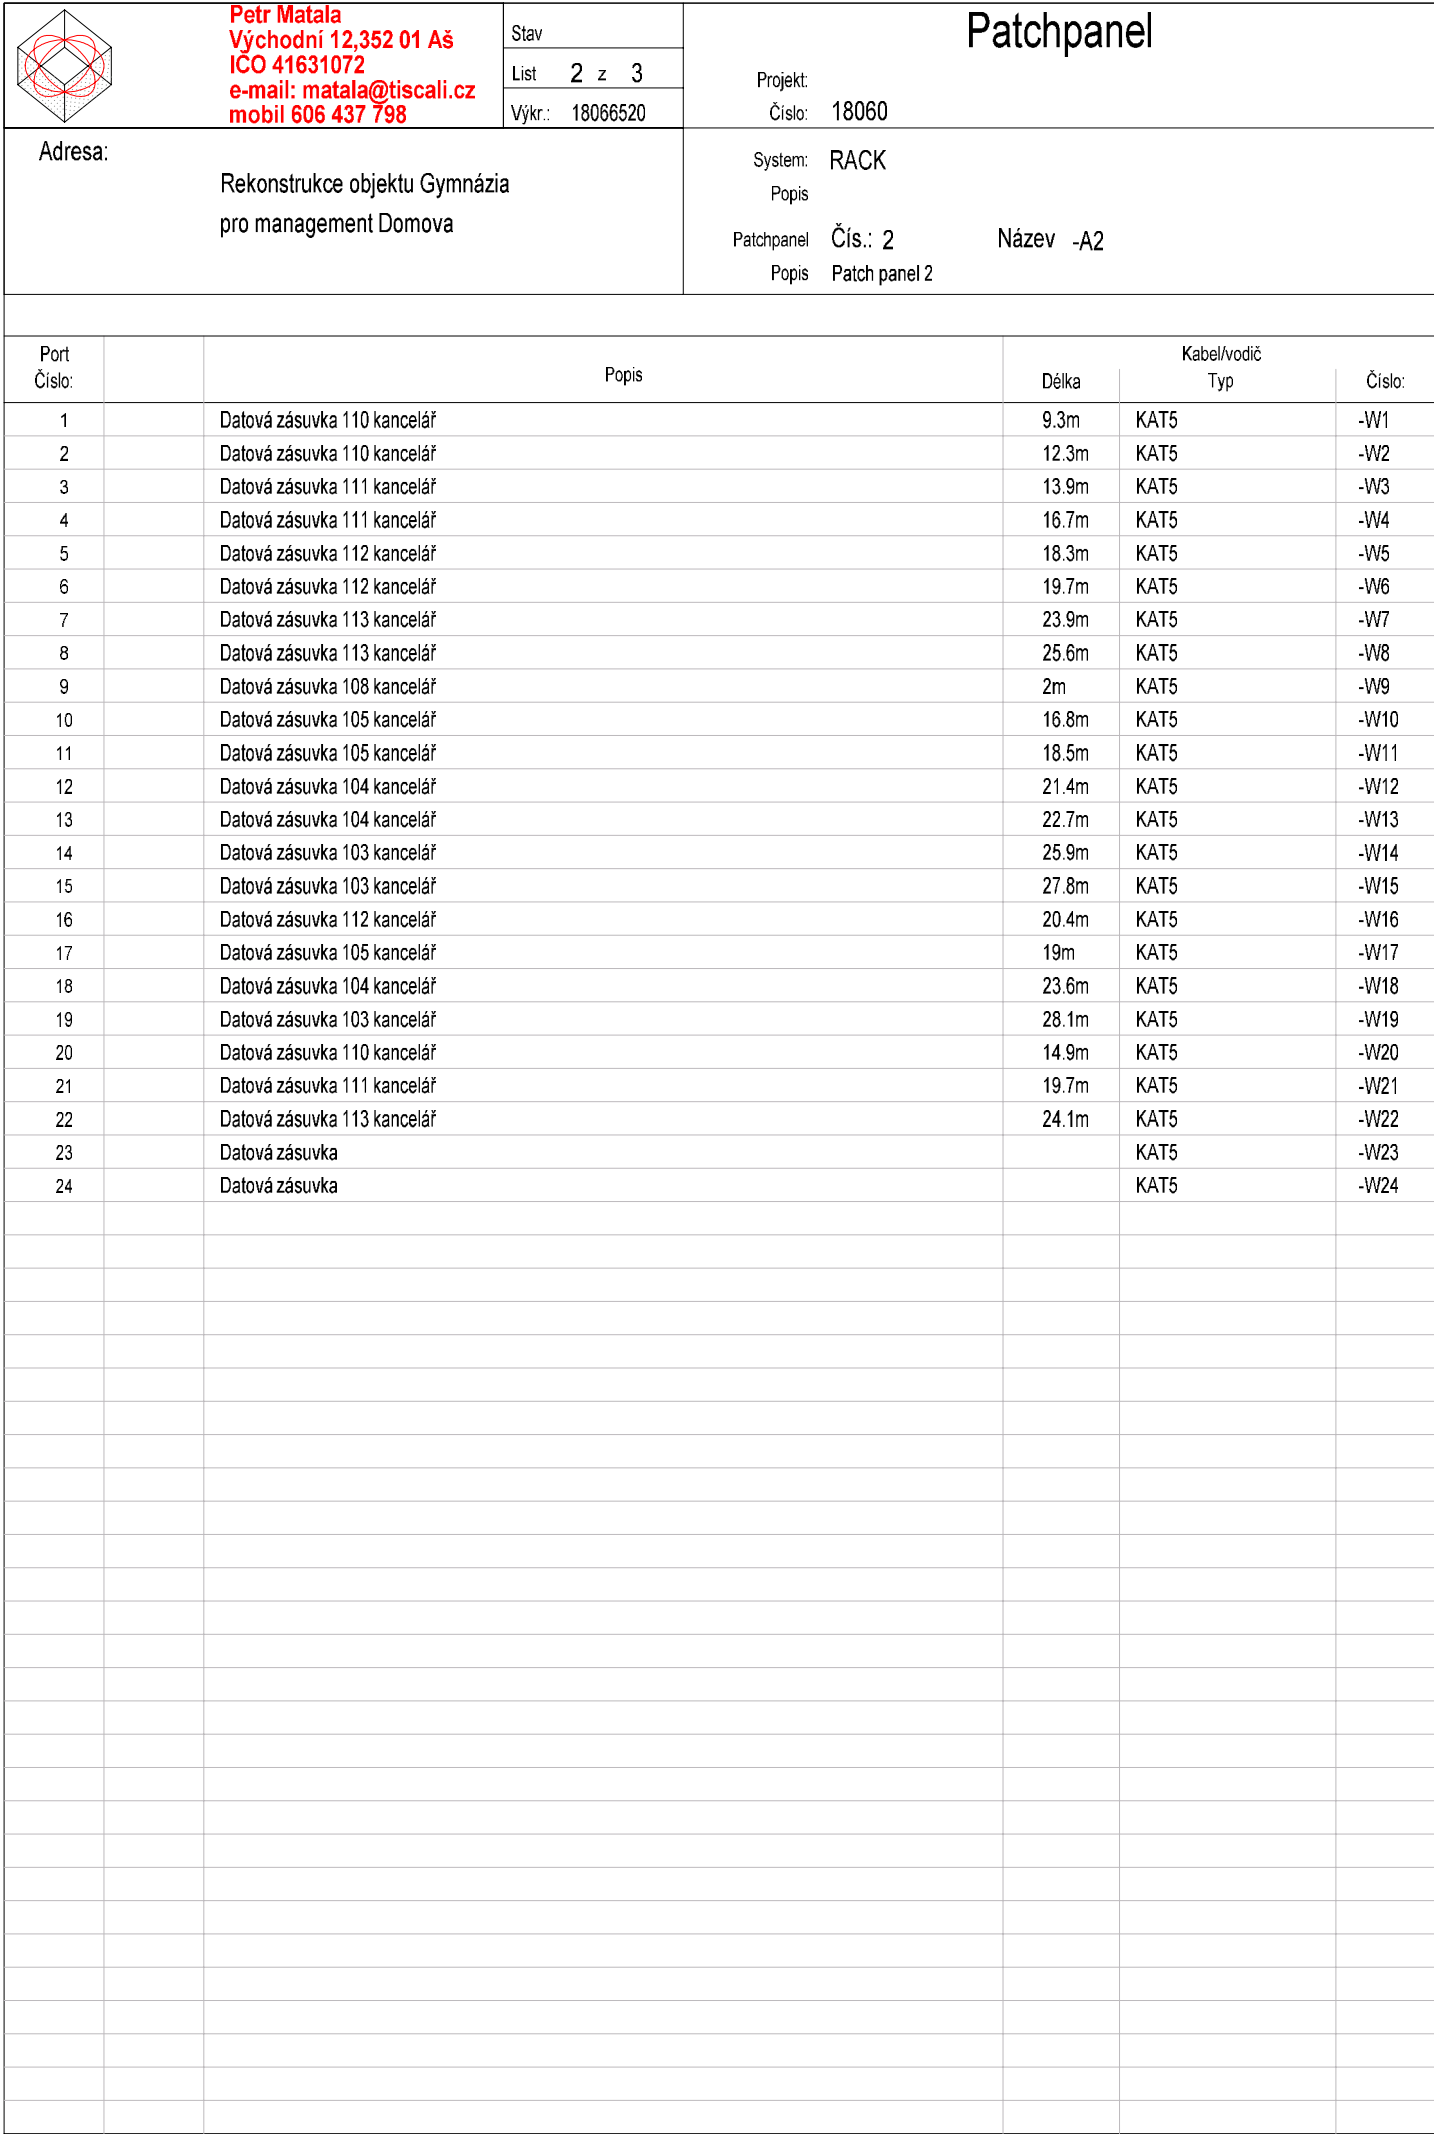 Petr Matala
Východní 12,352 01 Aš
IČO 41631072
e-mail: matala@tiscali.cz
mobil 606 437 798
Stav
List 2 z 3
Výkr.: 18066520
Patchpanel
Projekt:
Číslo: 18060
Adresa:
Rekonstrukce objektu Gymnázia
pro management Domova
System: RACK
Popis
Patchpanel Čís.: 2 Název -A2
Popis Patch panel 2
Port
Číslo:
Popis
Kabel/vodič
Délka Typ Číslo:
1 Datová zásuvka 110 kancelář 9.3m KAT5 -W1
2 Datová zásuvka 110 kancelář 12.3m KAT5 -W2
3 Datová zásuvka 111 kancelář 13.9m KAT5 -W3
4 Datová zásuvka 111 kancelář 16.7m KAT5 -W4
5 Datová zásuvka 112 kancelář 18.3m KAT5 -W5
6 Datová zásuvka 112 kancelář 19.7m KAT5 -W6
7 Datová zásuvka 113 kancelář 23.9m KAT5 -W7
8 Datová zásuvka 113 kancelář 25.6m KAT5 -W8
9 Datová zásuvka 108 kancelář 2m KAT5 -W9
10 Datová zásuvka 105 kancelář 16.8m KAT5 -W10
11 Datová zásuvka 105 kancelář 18.5m KAT5 -W11
12 Datová zásuvka 104 kancelář 21.4m KAT5 -W12
13 Datová zásuvka 104 kancelář 22.7m KAT5 -W13
14 Datová zásuvka 103 kancelář 25.9m KAT5 -W14
15 Datová zásuvka 103 kancelář 27.8m KAT5 -W15
16 Datová zásuvka 112 kancelář 20.4m KAT5 -W16
17 Datová zásuvka 105 kancelář 19m KAT5 -W17
18 Datová zásuvka 104 kancelář 23.6m KAT5 -W18
19 Datová zásuvka 103 kancelář 28.1m KAT5 -W19
20 Datová zásuvka 110 kancelář 14.9m KAT5 -W20
21 Datová zásuvka 111 kancelář 19.7m KAT5 -W21
22 Datová zásuvka 113 kancelář 24.1m KAT5 -W22
23 Datová zásuvka KAT5 -W23
24 Datová zásuvka KAT5 -W24